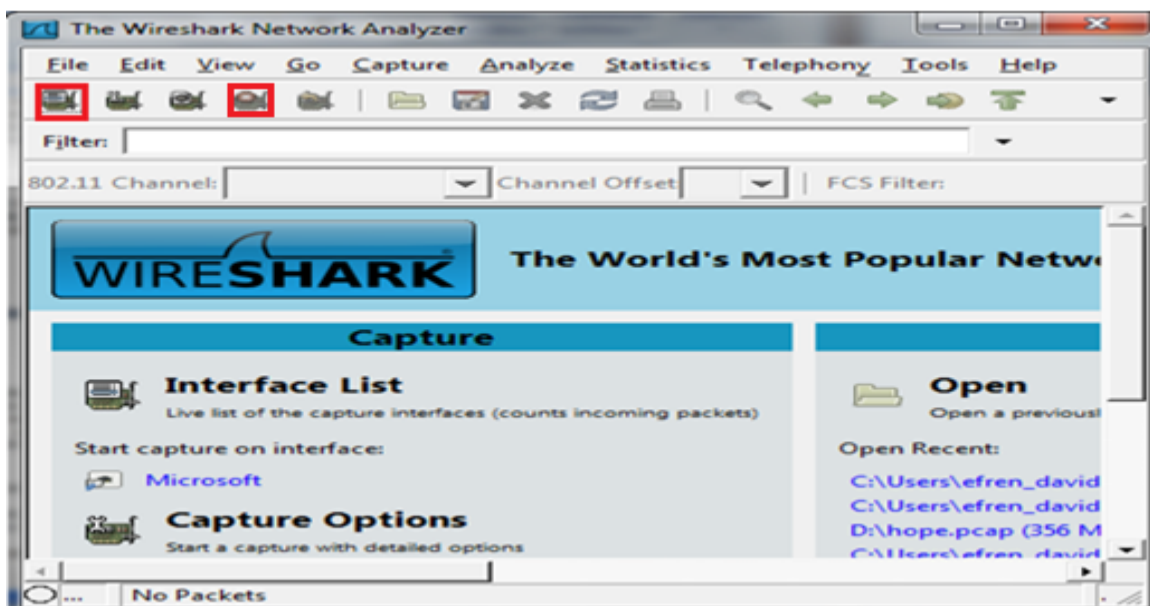 The Wireshark Network Analyzer
File Edit View Go Capture Analyze Statistics Telephony Tools Help
Filter:
802.11 Channel: Channel Offset: FCS Filter:
WIRESHARK
The World's Most Popular Netw
Capture
Interface List
Live list of the capture interfaces (counts incoming packets)
Start capture on interface:
Microsoft
Capture Options
Start a capture with detailed options
Open
Open a previousl
Open Recent:
C:\Users\efren_david
C:\Users\efren_david
D:\hope.pcap (356 M
C:\Users\efren_david
... No Packets